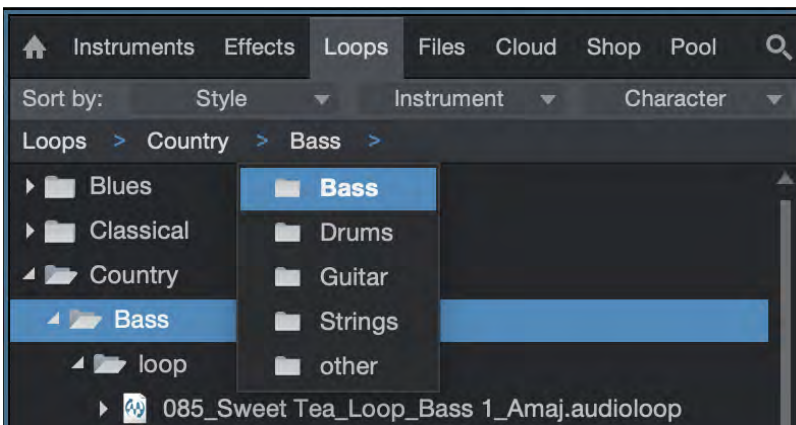 Instruments Effects Loops Files Cloud Shop Pool
Sort by: Style Instrument Character
Loops > Country > Bass >
Blues
Classical
Country
Bass
loop
085_Sweet Tea_Loop_Bass 1_Amaj.audioloop
Bass
Drums
Guitar
Strings
other